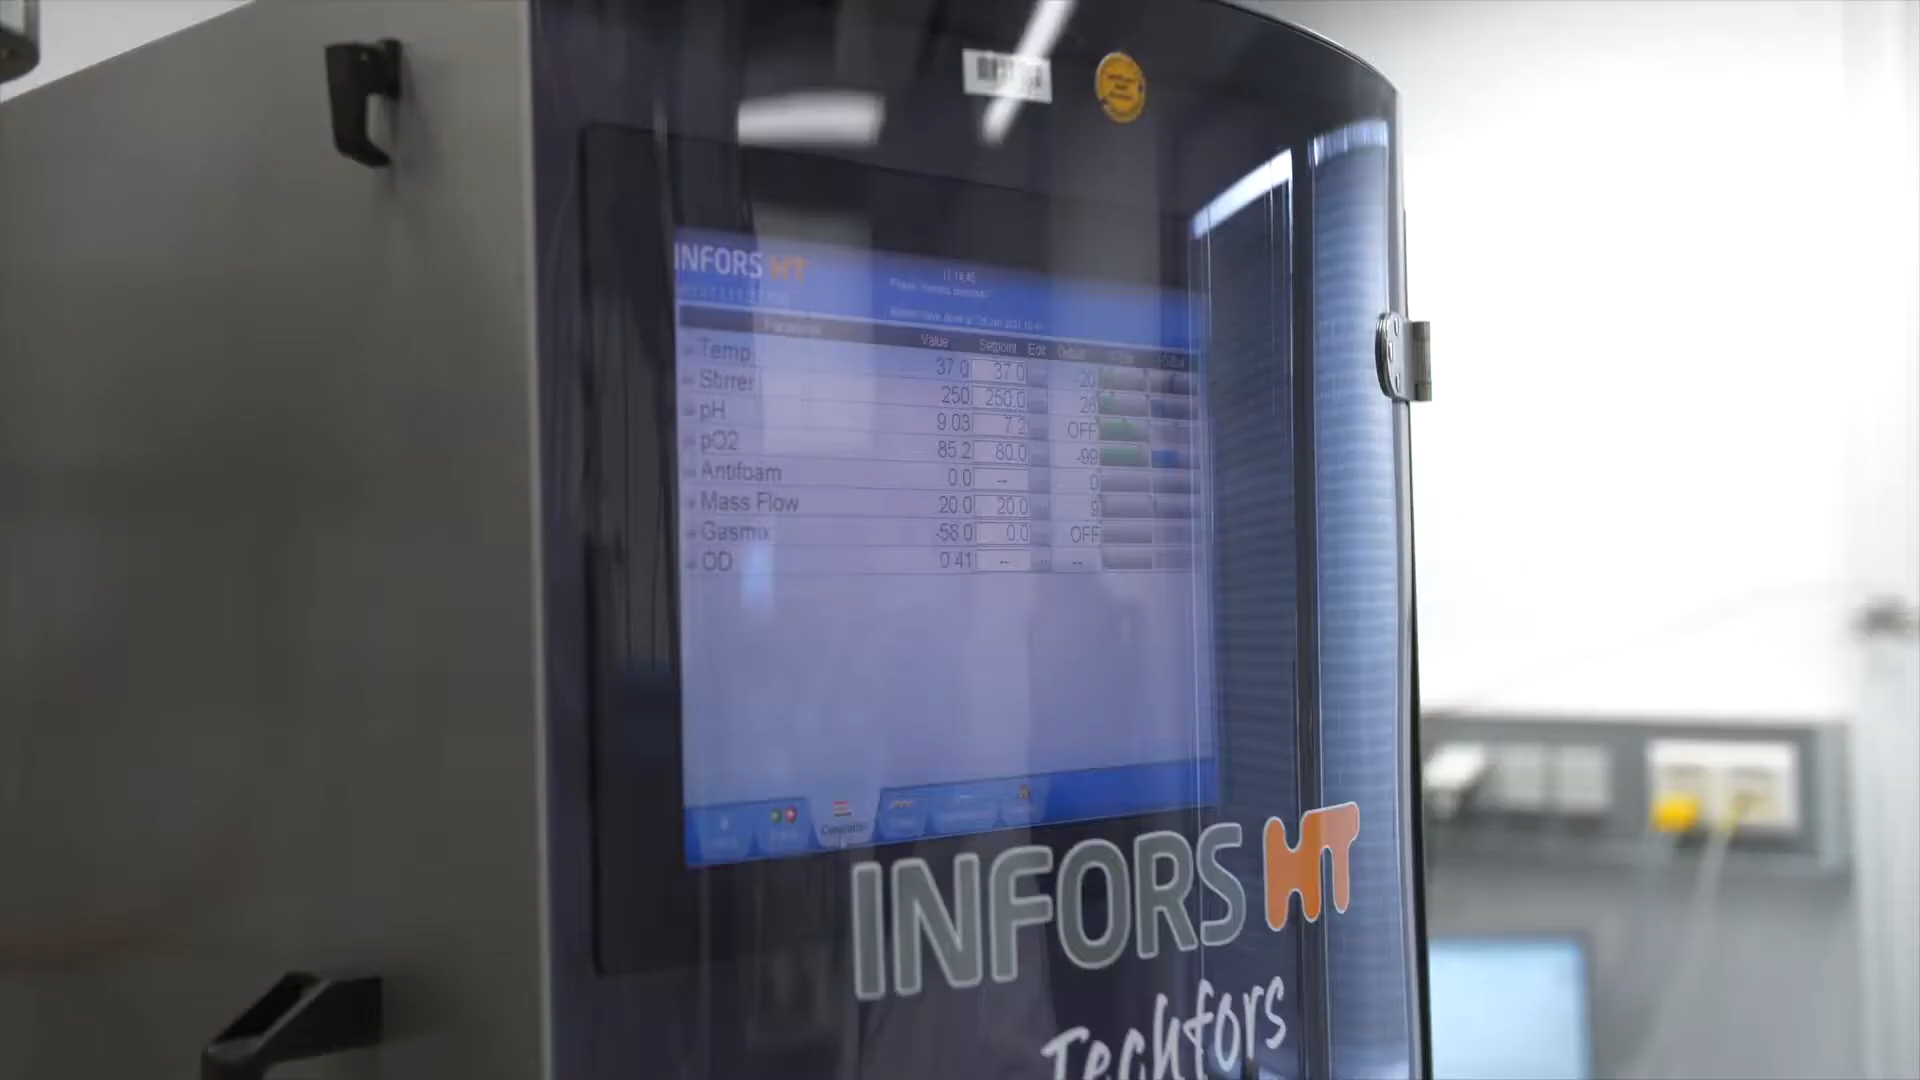 INFORS HT
Value Setpoint Edit Output
Temp. 37.0 37.0 -20
Stirrer 250 250.0 25
pH 9.03 7.2 OFF
pO2 85.2 80.0 -99
Antifoam 0.0 -- 0
Mass Flow 20.0 20.0 9
Gasmix -58.0 0.0 OFF
OD 0.41 -- --
INFORS HT
Techfors